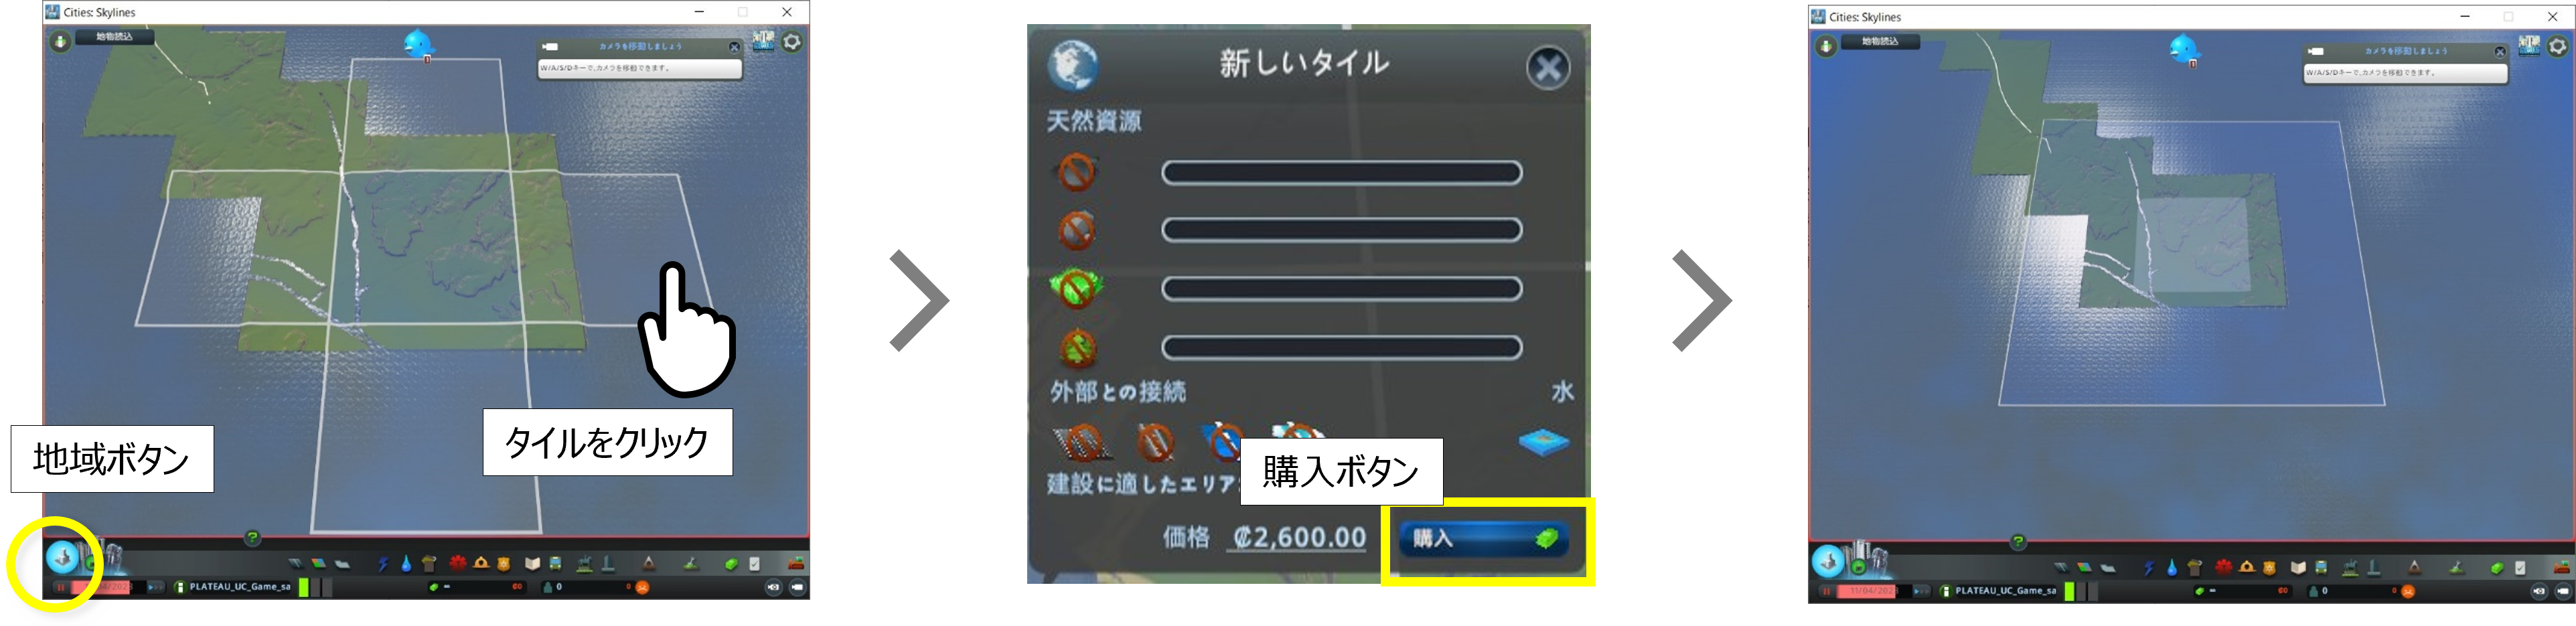 Cities: Skylines
地物読込
カメラを移動しましょう
W/A/S/Dキーで、カメラを移動できます。
タイルをクリック
地域ボタン
PLATEAU_UC_Game_sa
0
0
新しいタイル
天然資源
外部との接続
水
建設に適したエリア
購入ボタン
価格 ₡2,600.00
購入
Cities: Skylines
地物読込
カメラを移動しましょう
W/A/S/Dキーで、カメラを移動できます。
PLATEAU_UC_Game_sa
0
0